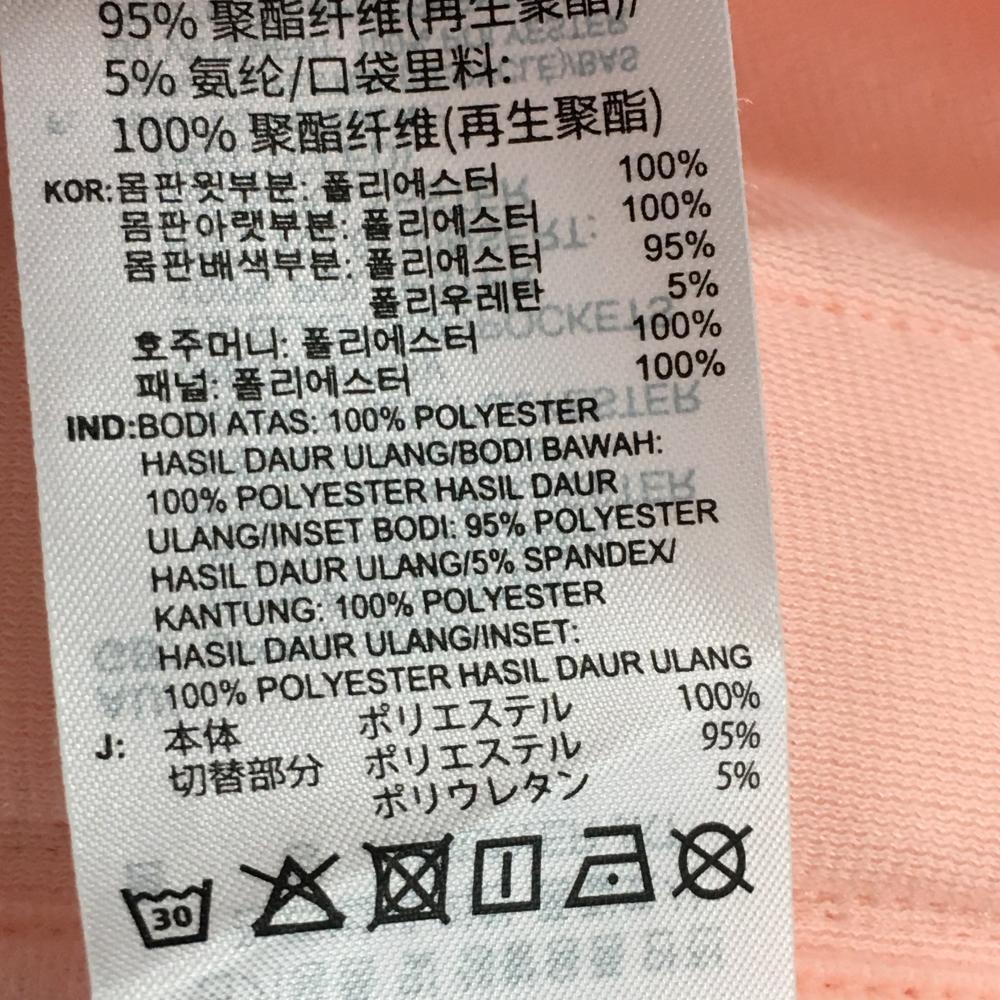 95% 聚酯纤维(再生聚酯)/
5% 氨纶/口袋里料:
100% 聚酯纤维(再生聚酯)
KOR:몸판윗부분: 폴리에스터 100%
몸판아랫부분: 폴리에스터 100%
몸판배색부분: 폴리에스터 95%
폴리우레탄 5%
호주머니: 폴리에스터 100%
패널: 폴리에스터 100%
IND:BODI ATAS: 100% POLYESTER
HASIL DAUR ULANG/BODI BAWAH:
100% POLYESTER HASIL DAUR
ULANG/INSET BODI: 95% POLYESTER
HASIL DAUR ULANG/5% SPANDEX/
KANTUNG: 100% POLYESTER
HASIL DAUR ULANG/INSET:
100% POLYESTER HASIL DAUR ULANG
J: 本体 ポリエステル 100%
切替部分 ポリエステル 95%
ポリウレタン 5%
30